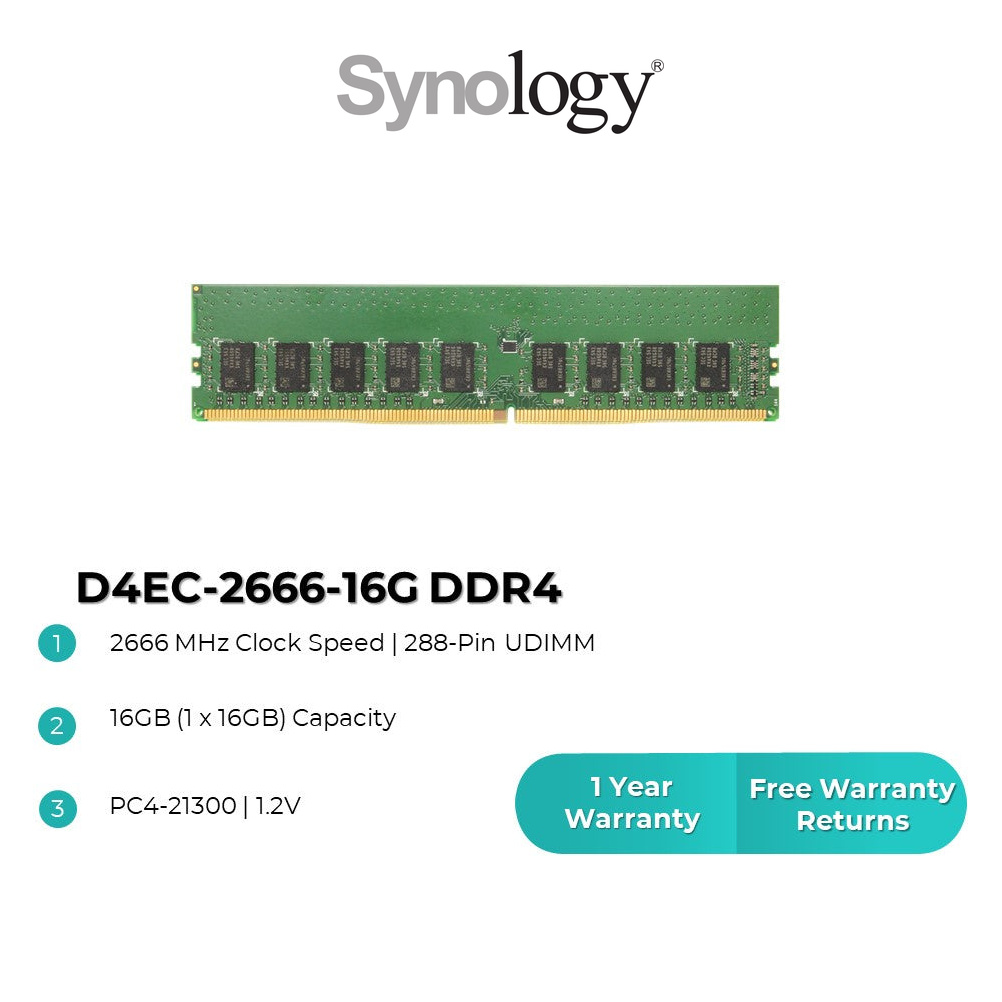 Synology®
D4EC-2666-16G DDR4
1 2666 MHz Clock Speed | 288-Pin UDIMM
2 16GB (1 x 16GB) Capacity
3 PC4-21300 | 1.2V
1 Year
Warranty
Free Warranty
Returns